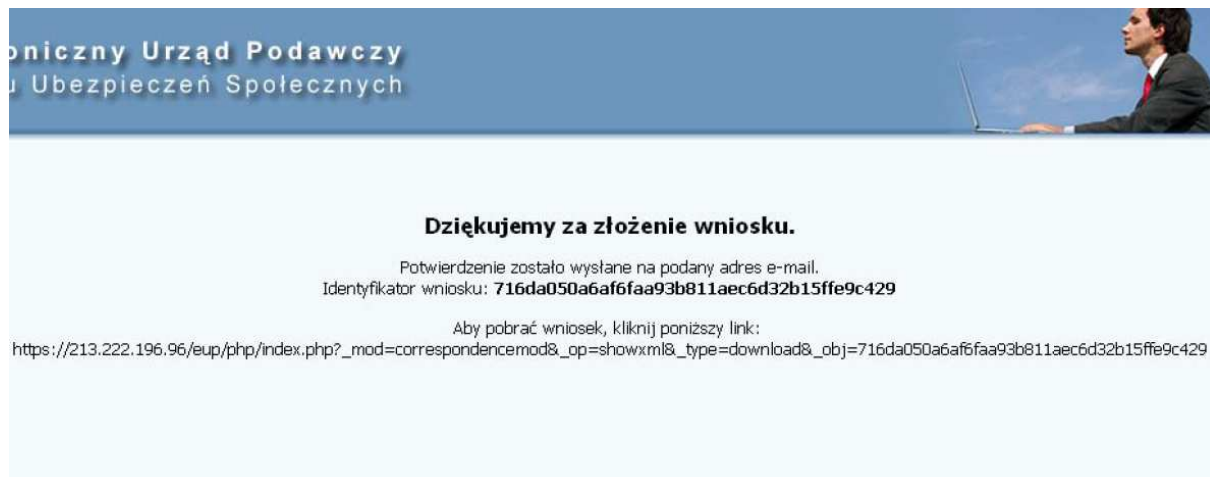 oniczny Urząd Podawczy
u Ubezpieczeń Społecznych
Dziękujemy za złożenie wniosku.
Potwierdzenie zostało wysłane na podany adres e-mail.
Identyfikator wniosku: 716da050a6af6faa93b811aec6d32b15ffe9c429
Aby pobrać wniosek, kliknij poniższy link:
https://213.222.196.96/eup/php/index.php?_mod=correspondencemod&_op=showxml&_type=download&_obj=716da050a6af6faa93b811aec6d32b15ffe9c429